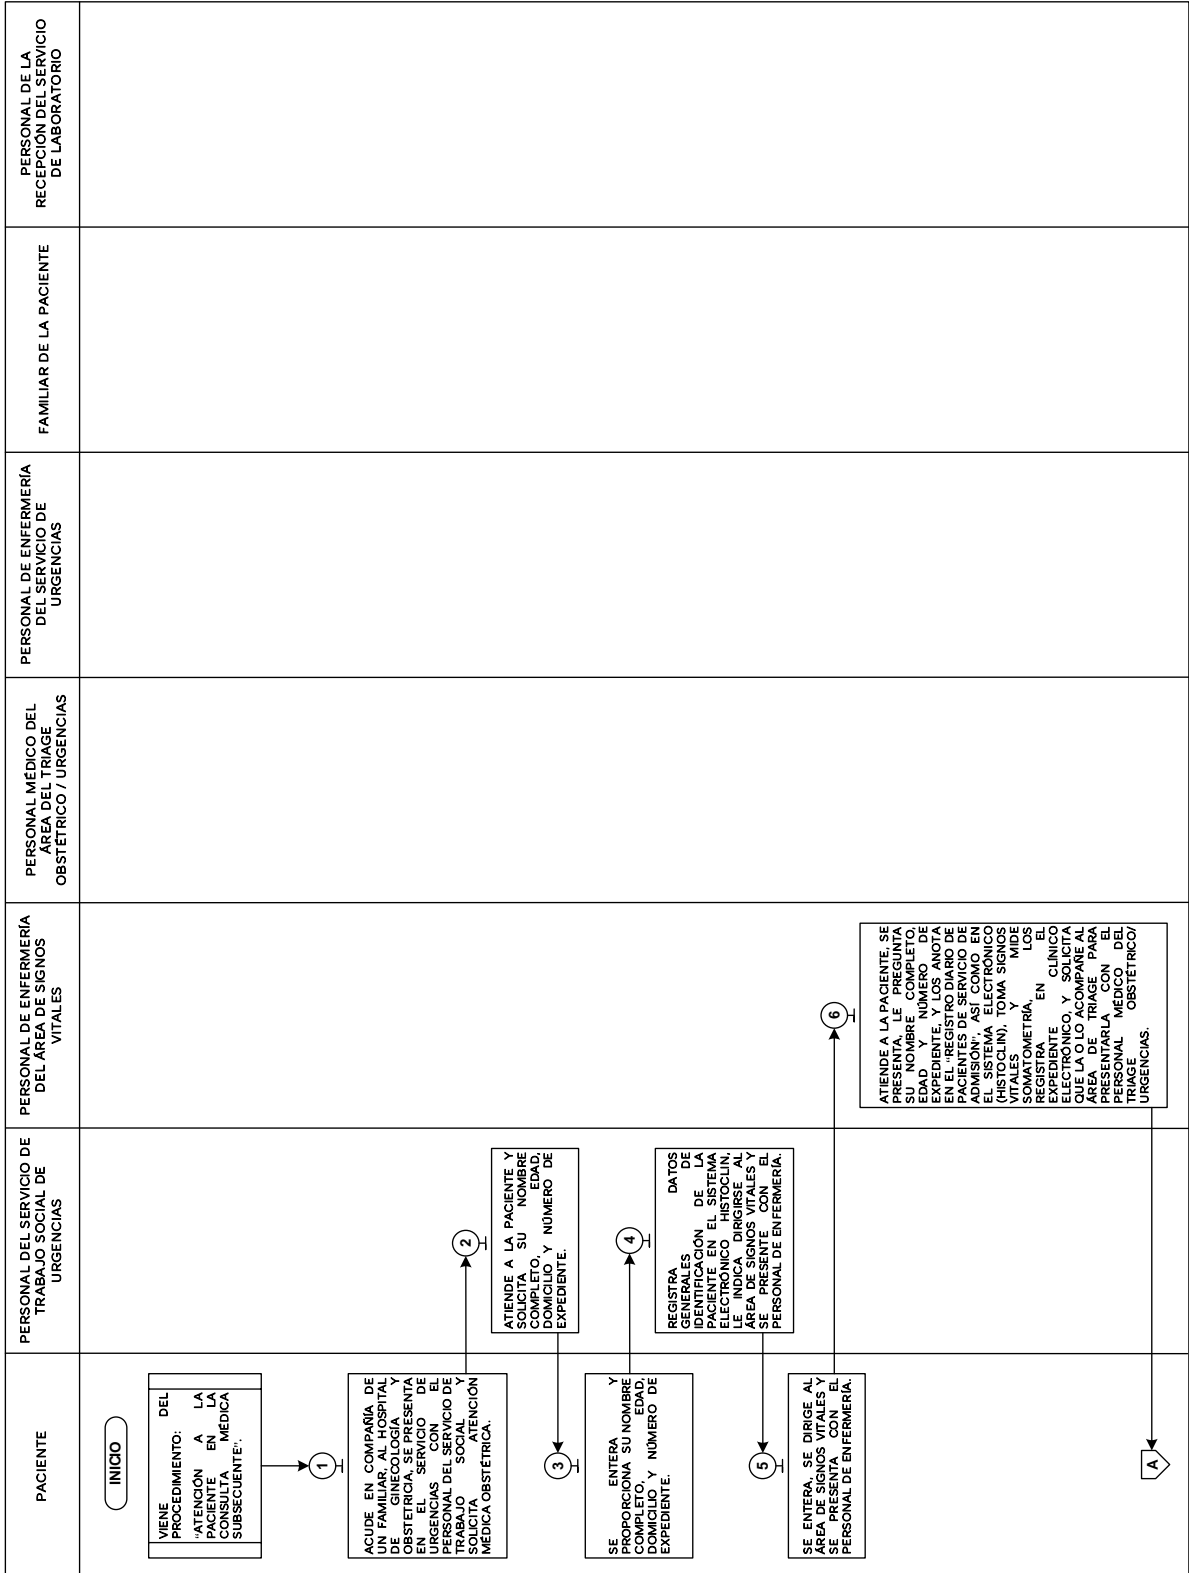 PACIENTE
PERSONAL DEL SERVICIO DE
TRABAJO SOCIAL DE
URGENCIAS
PERSONAL DE ENFERMERÍA
DEL ÁREA DE SIGNOS
VITALES
PERSONAL MÉDICO DEL
ÁREA DEL TRIAGE
OBSTÉTRICO / URGENCIAS
PERSONAL DE ENFERMERÍA
DEL SERVICIO DE
URGENCIAS
FAMILIAR DE LA PACIENTE
PERSONAL DE LA
RECEPCIÓN DEL SERVICIO
DE LABORATORIO
INICIO
VIENE DEL
PROCEDIMIENTO:
“ATENCIÓN A LA
PACIENTE EN LA
CONSULTA MÉDICA
SUBSECUENTE”.
1
ACUDE EN COMPAÑÍA DE
UN FAMILIAR, AL HOSPITAL
DE GINECOLOGÍA Y
OBSTETRICIA, SE PRESENTA
EN EL SERVICIO DE
URGENCIAS CON EL
PERSONAL DEL SERVICIO DE
TRABAJO SOCIAL Y
SOLICITA ATENCIÓN
MÉDICA OBSTÉTRICA.
2
ATIENDE A LA PACIENTE Y
SOLICITA SU NOMBRE
COMPLETO, EDAD,
DOMICILIO Y NÚMERO DE
EXPEDIENTE.
3
SE ENTERA Y
PROPORCIONA SU NOMBRE
COMPLETO, EDAD,
DOMICILIO Y NÚMERO DE
EXPEDIENTE.
4
REGISTRA DATOS
GENERALES DE
IDENTIFICACIÓN DE LA
PACIENTE EN EL SISTEMA
ELECTRÓNICO HISTOCLIN,
LE INDICA DIRIGIRSE AL
ÁREA DE SIGNOS VITALES Y
SE PRESENTE CON EL
PERSONAL DE ENFERMERÍA.
5
SE ENTERA, SE DIRIGE AL
ÁREA DE SIGNOS VITALES Y
SE PRESENTA CON EL
PERSONAL DE ENFERMERÍA.
6
ATIENDE A LA PACIENTE, SE
PRESENTA, LE PREGUNTA
SU NOMBRE COMPLETO,
EDAD Y NÚMERO DE
EXPEDIENTE, Y LOS ANOTA
EN EL “REGISTRO DIARIO DE
PACIENTES DE SERVICIO DE
ADMISIÓN”, ASÍ COMO EN
EL SISTEMA ELECTRÓNICO
(HISTOCLIN), TOMA SIGNOS
VITALES Y MIDE
SOMATOMETRÍA, LOS
REGISTRA EN EL
EXPEDIENTE CLÍNICO
ELECTRÓNICO, Y SOLICITA
QUE LA O LO ACOMPAÑE AL
ÁREA DE TRIAGE PARA
PRESENTARLA CON EL
PERSONAL MÉDICO DEL
TRIAGE OBSTÉTRICO/
URGENCIAS.
A